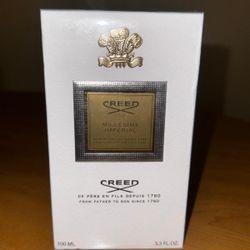 CREED
MILLESIME
IMPERIAL
CREED
DE PÈRE EN FILS DEPUIS 1760
FROM FATHER TO SON SINCE 1760
100 ML
3.3 FL.OZ.